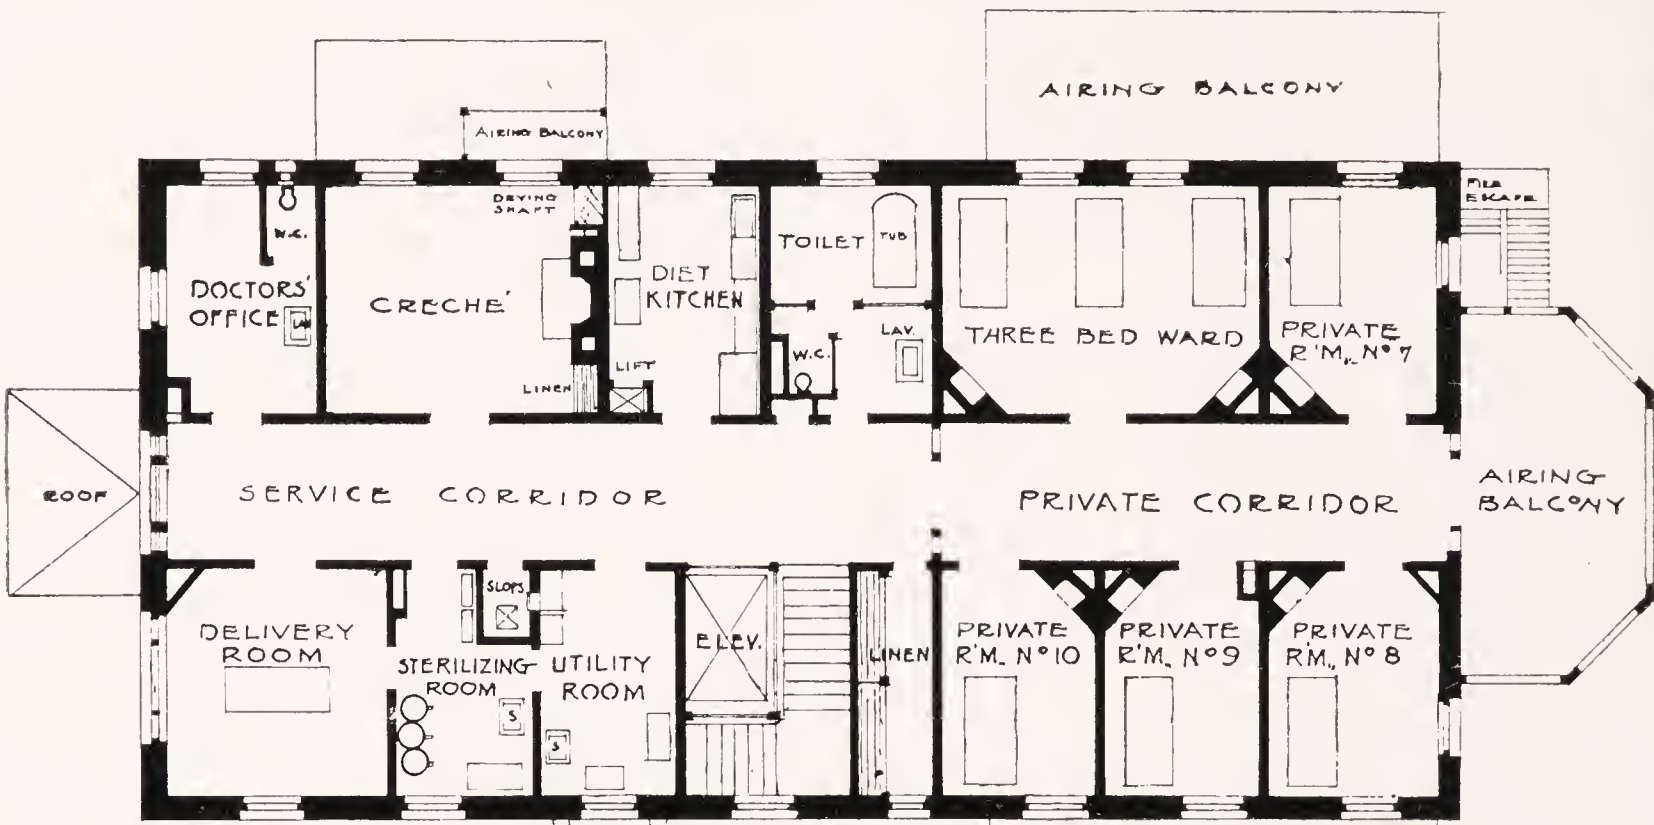 AIRING BALCONY
AIRING BALCONY
FIRE
ESCAPE
DRYING
SHAFT
W.C.
TOILET
TUB
DOCTORS'
OFFICE
LAV
CRECHE'
DIET
KITCHEN
LIFT
LINEN
W.C.
LAV.
THREE BED WARD
PRIVATE
R'M,. Nº 7
ROOF
SERVICE CORRIDOR
PRIVATE CORRIDOR
AIRING
BALCONY
DELIVERY
ROOM
SLOPS
STERILIZING
ROOM
S
UTILITY
ROOM
S
ELEV.
LINEN
PRIVATE
R'M. Nº 10
PRIVATE
R'M. Nº 9
PRIVATE
R'M,. Nº 8